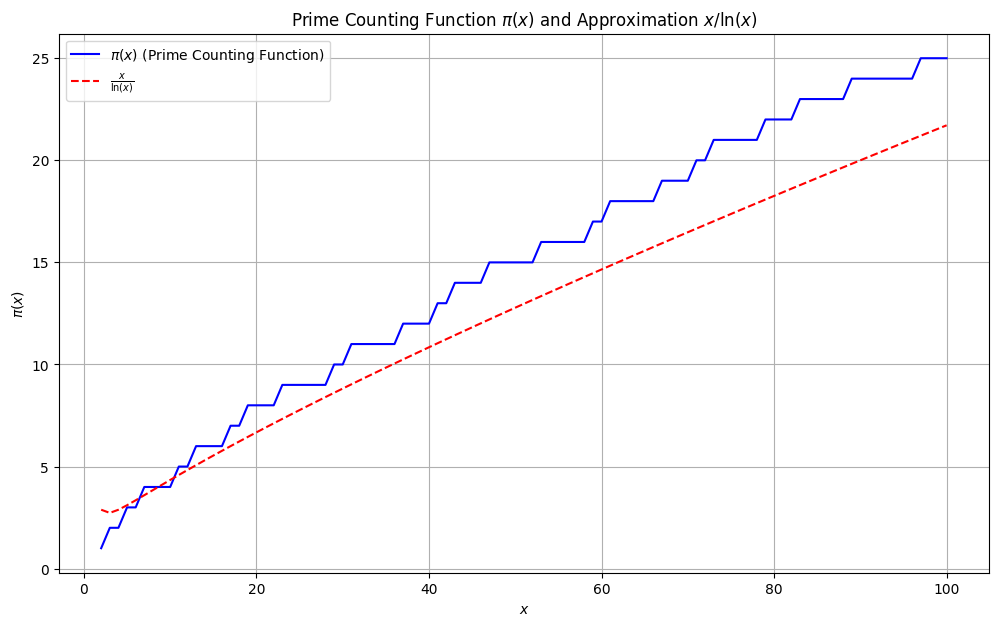 Prime Counting Function π(x) and Approximation x/ln(x)
π(x) (Prime Counting Function)
x/ln(x)
π(x)
25
20
15
10
5
0
0 20 40 60 80 100
x